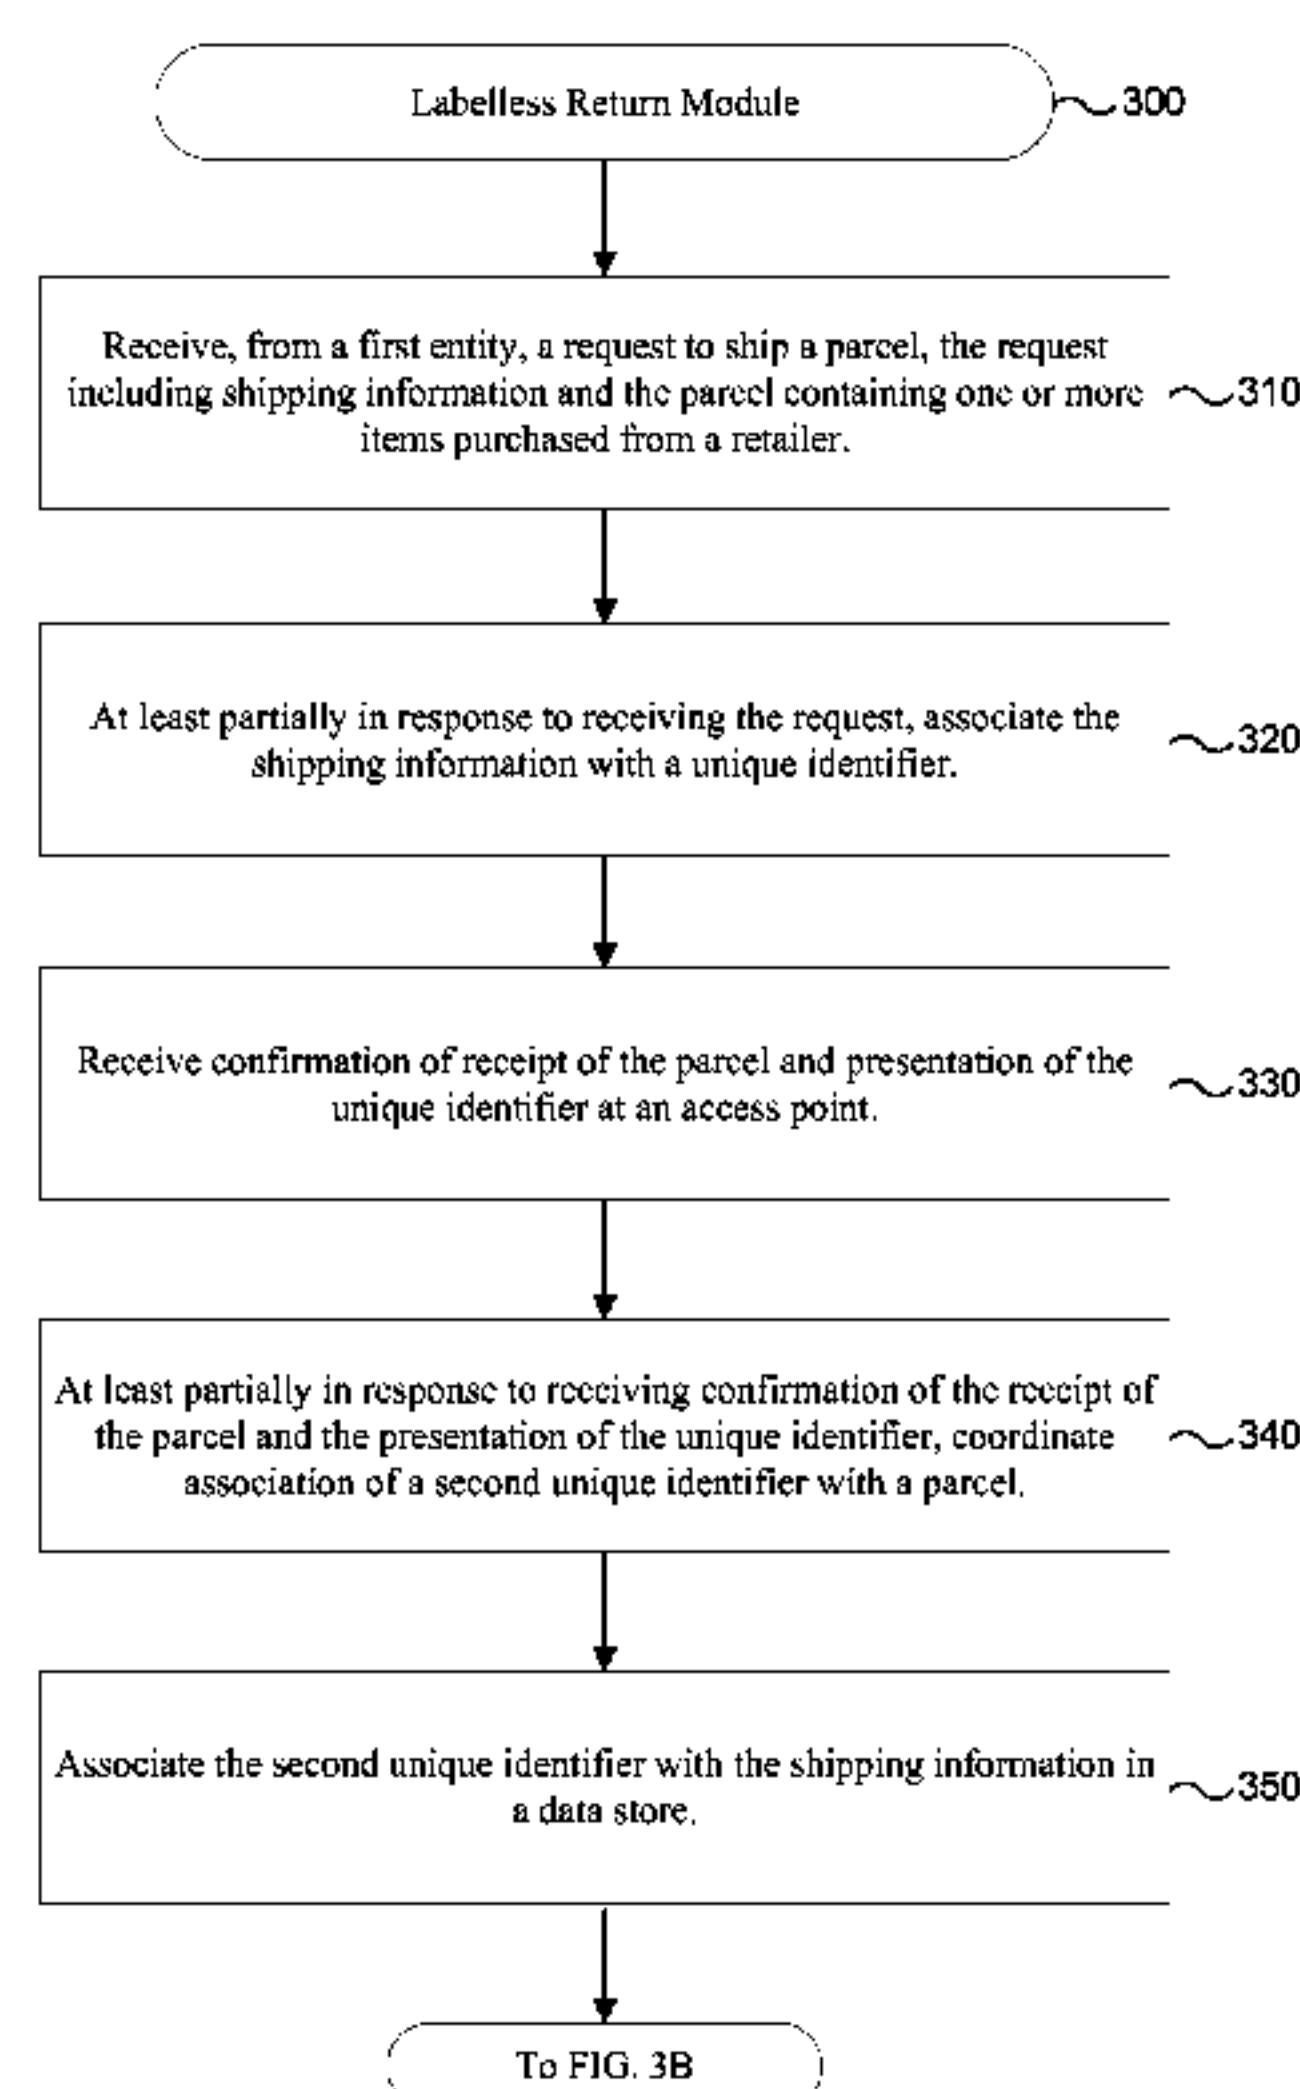 Labelless Return Module
300
Receive, from a first entity, a request to ship a parcel, the request
including shipping information and the parcel containing one or more
items purchased from a retailer.
310
At least partially in response to receiving the request, associate the
shipping information with a unique identifier.
320
Receive confirmation of receipt of the parcel and presentation of the
unique identifier at an access point.
330
At least partially in response to receiving confirmation of the receipt of
the parcel and the presentation of the unique identifier, coordinate
association of a second unique identifier with a parcel.
340
Associate the second unique identifier with the shipping information in
a data store.
350
To FIG. 3B